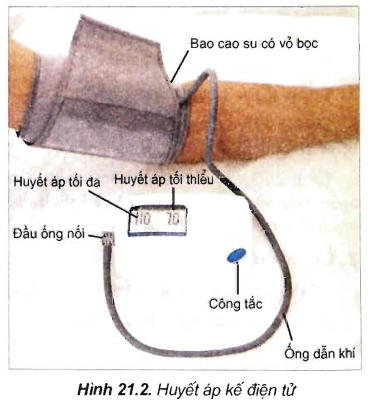 Bao cao su có vỏ bọc
Huyết áp tối đa
Huyết áp tối thiểu
110 70
Đầu ống nối
Công tắc
Ống dẫn khí
Hình 21.2. Huyết áp kế điện tử